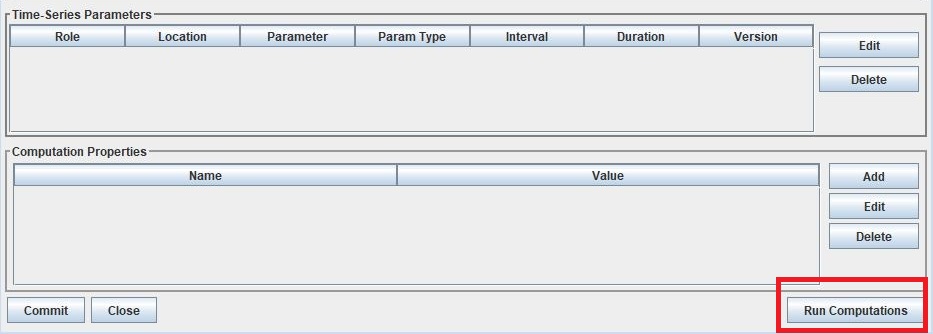 Time-Series Parameters
Role Location Parameter Param Type Interval Duration Version
Edit
Delete
Computation Properties
Name Value
Add
Edit
Delete
Commit Close Run Computations